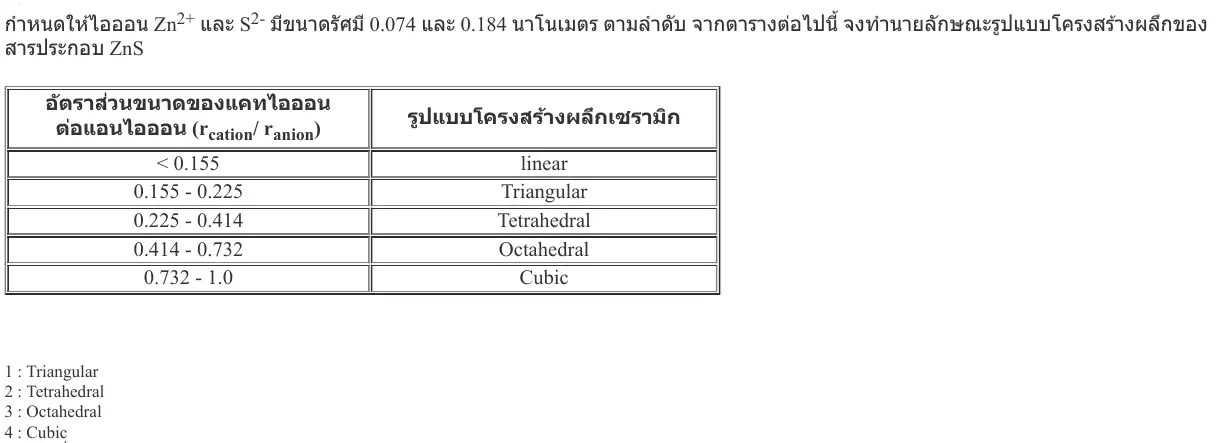 กำหนดให้ไอออน Zn2+ และ S2- มีขนาดรัศมี 0.074 และ 0.184 นาโนเมตร ตามลำดับ จากตารางต่อไปนี้ จงทำนายลักษณะรูปแบบโครงสร้างผลึกของ
สารประกอบ ZnS
อัตราส่วนขนาดของแคทไอออน
ต่อแอนไอออน (rcation/ ranion)
รูปแบบโครงสร้างผลึกเซรามิก
< 0.155 linear
0.155 - 0.225 Triangular
0.225 - 0.414 Tetrahedral
0.414 - 0.732 Octahedral
0.732 - 1.0 Cubic
1 : Triangular
2 : Tetrahedral
3 : Octahedral
4 : Cubic